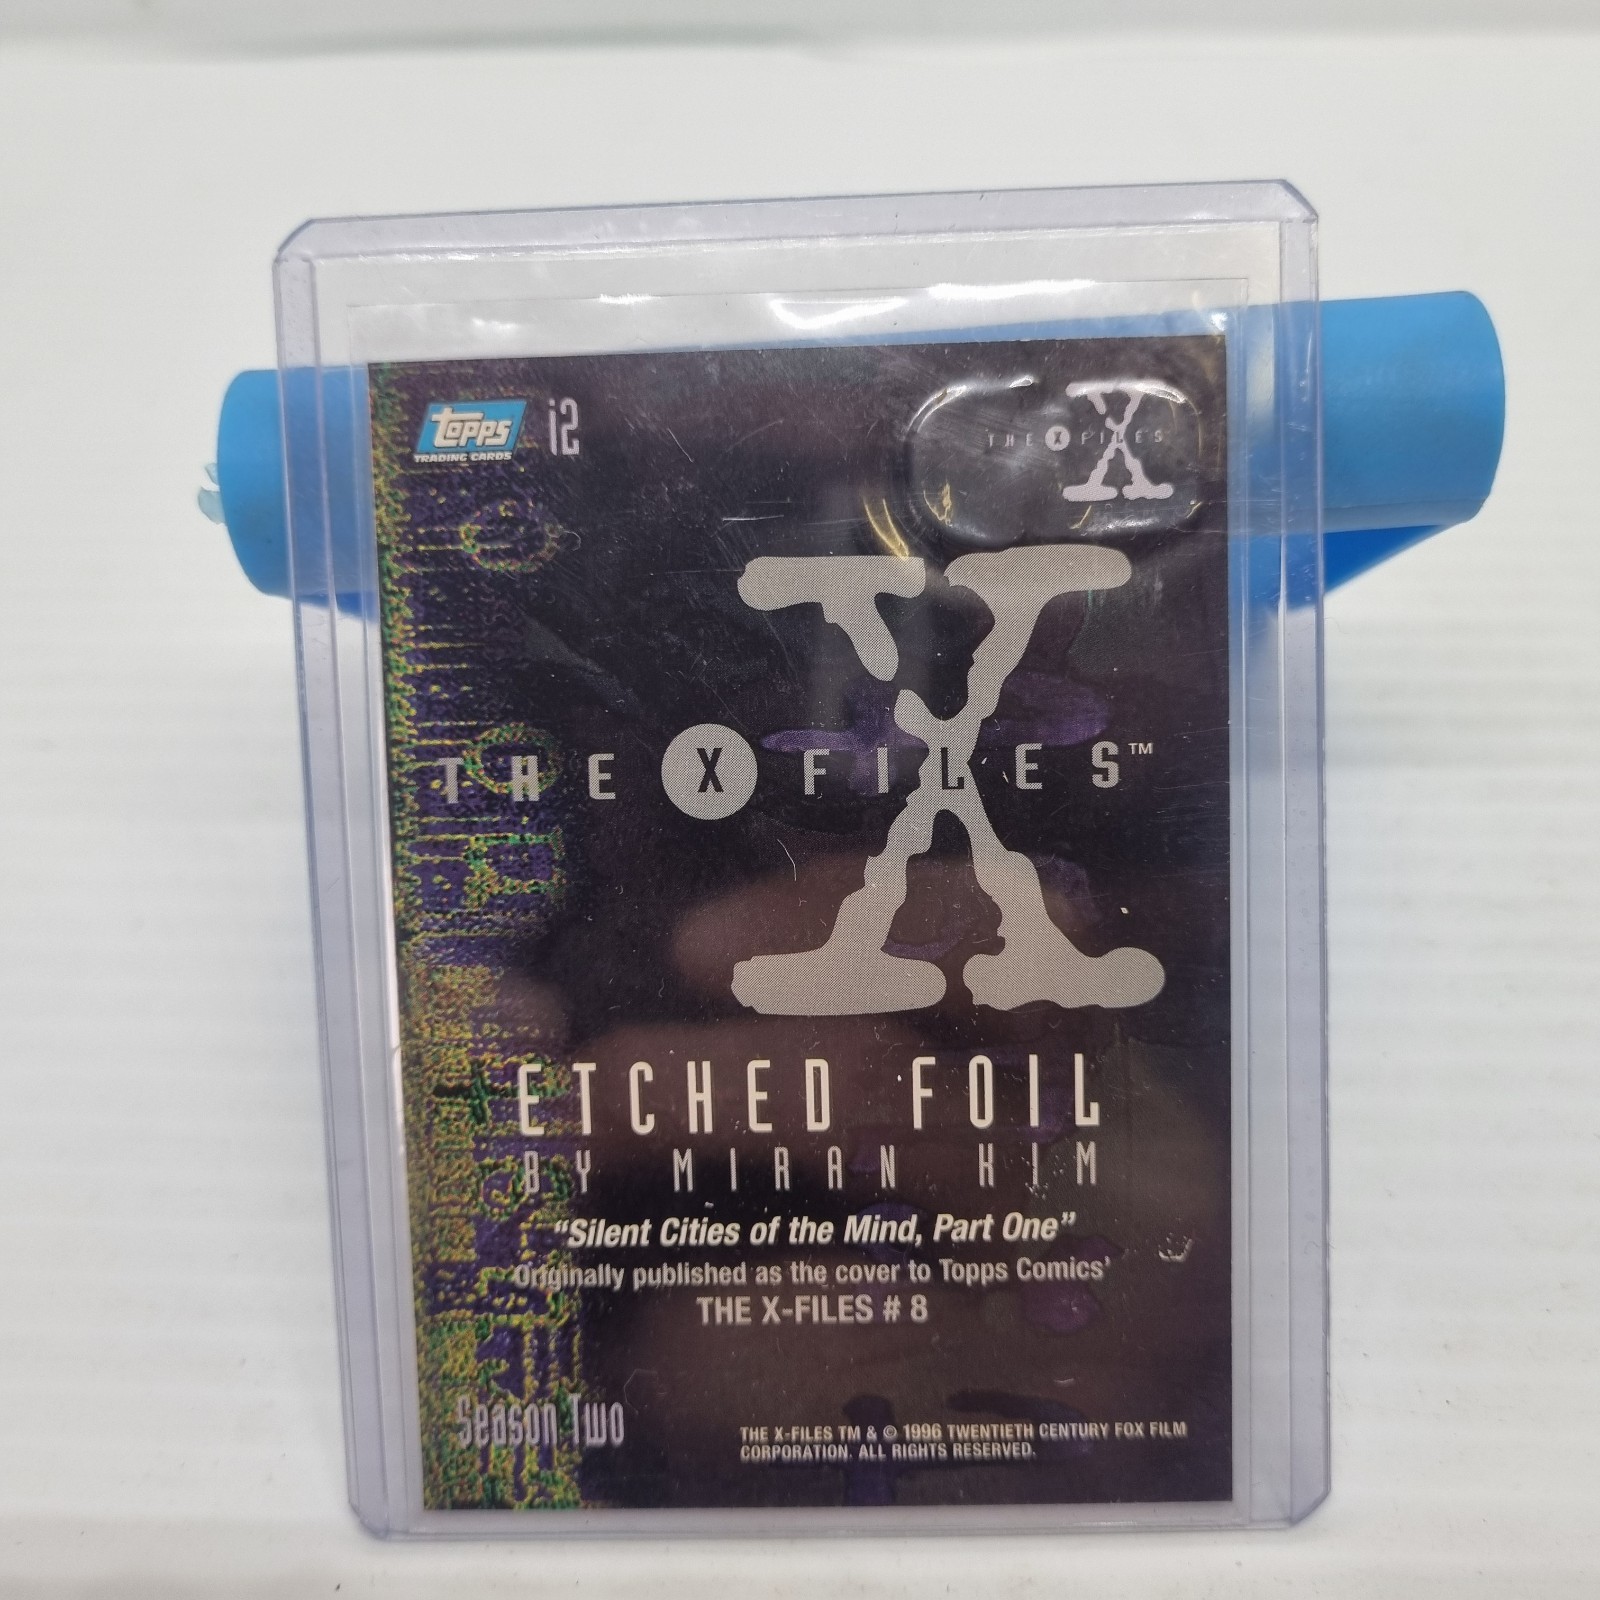 Topps
TRADING CARDS
i2
THE X FILES
THE X FILES™
ETCHED FOIL
BY MIRAN KIM
“Silent Cities of the Mind, Part One”
Originally published as the cover to Topps Comics’
THE X-FILES # 8
Season Two
THE X-FILES TM & © 1996 TWENTIETH CENTURY FOX FILM
CORPORATION. ALL RIGHTS RESERVED.